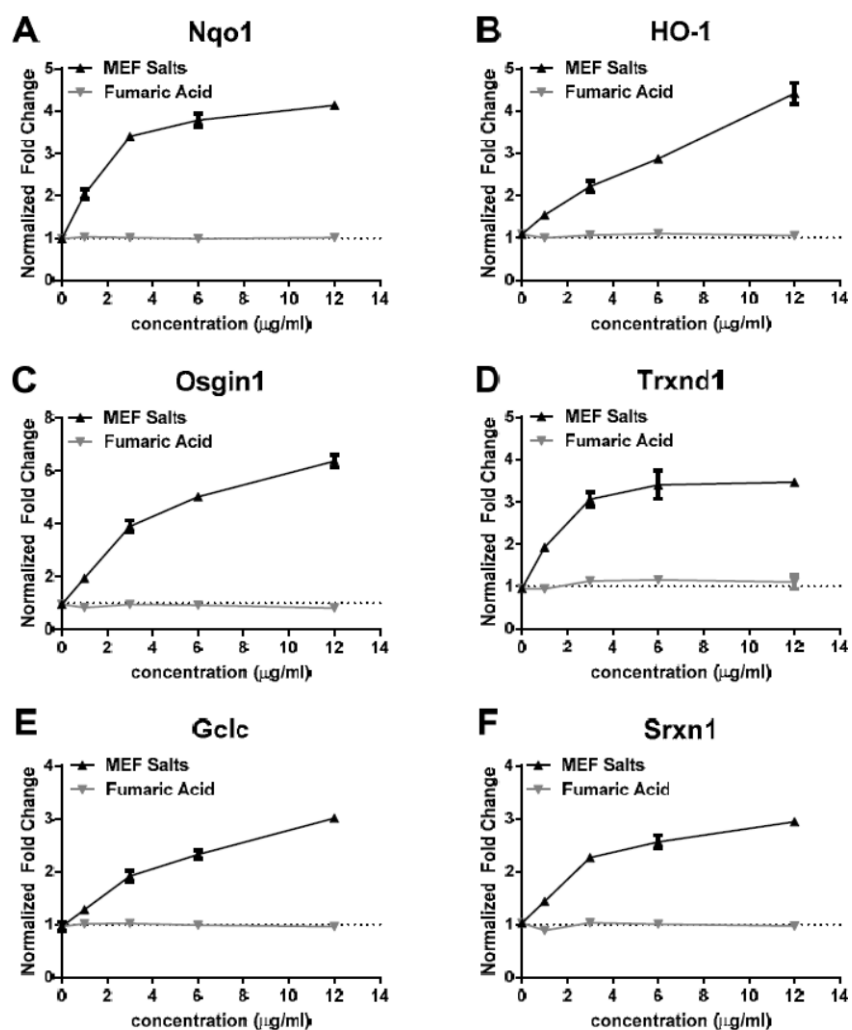 A
Nqo1
MEF Salts
Fumaric Acid
Normalized Fold Change
5
4
3
2
1
0
0 2 4 6 8 10 12 14
concentration (μg/ml)
B
HO-1
MEF Salts
Fumaric Acid
Normalized Fold Change
5
4
3
2
1
0
0 2 4 6 8 10 12 14
concentration (μg/ml)
C
Osgin1
MEF Salts
Fumaric Acid
Normalized Fold Change
8
6
4
2
0
0 2 4 6 8 10 12 14
concentration (μg/ml)
D
Trxnd1
MEF Salts
Fumaric Acid
Normalized Fold Change
5
4
3
2
1
0
0 2 4 6 8 10 12 14
concentration (μg/ml)
E
Gclc
MEF Salts
Fumaric Acid
Normalized Fold Change
4
3
2
1
0
0 2 4 6 8 10 12 14
concentration (μg/ml)
F
Srxn1
MEF Salts
Fumaric Acid
Normalized Fold Change
4
3
2
1
0
0 2 4 6 8 10 12 14
concentration (μg/ml)